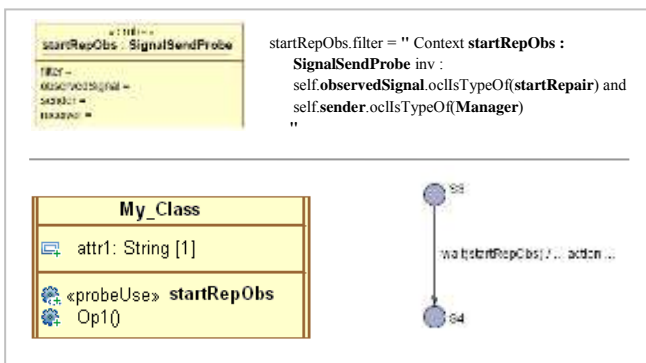 startRepObs : SignalSendProbe
filter =
observedSignal =
sender =
receiver =
startRepObs.filter = " Context startRepObs :
SignalSendProbe inv :
self.observedSignal.oclIsTypeOf(startRepair) and
self.sender.oclIsTypeOf(Manager)
"
My_Class
attr1: String [1]
«probeUse» startRepObs
Op1()
S3
wait(startRepObs) / ... action ...
S4